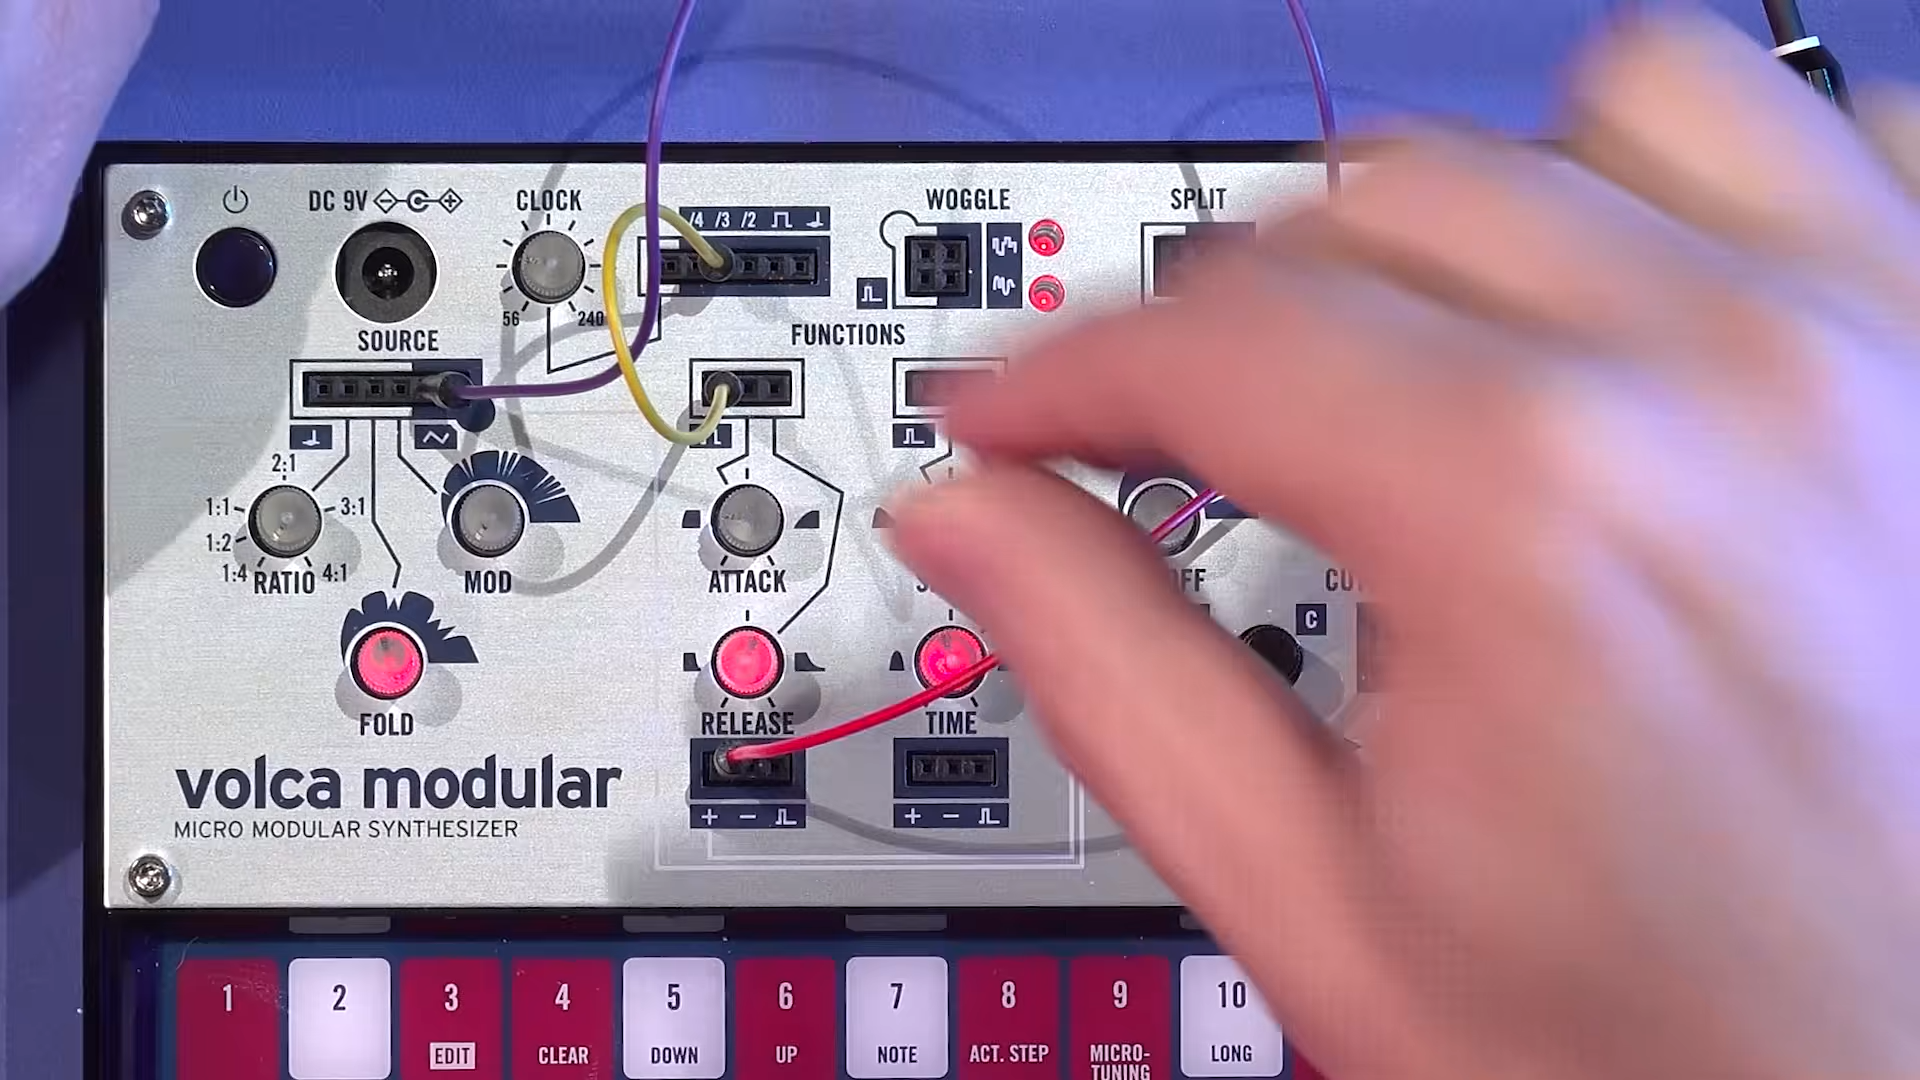 DC 9V
CLOCK
WOGGLE
SPLIT
/4 /3 /2
56
240
SOURCE
FUNCTIONS
2:1
1:1
3:1
1:2
1:4
4:1
RATIO
MOD
ATTACK
C
FOLD
RELEASE
TIME
volca modular
MICRO MODULAR SYNTHESIZER
+ −
+ −
1
2
3
4
5
6
7
8
9
10
EDIT
CLEAR
DOWN
UP
NOTE
ACT. STEP
MICRO-
TUNING
LONG